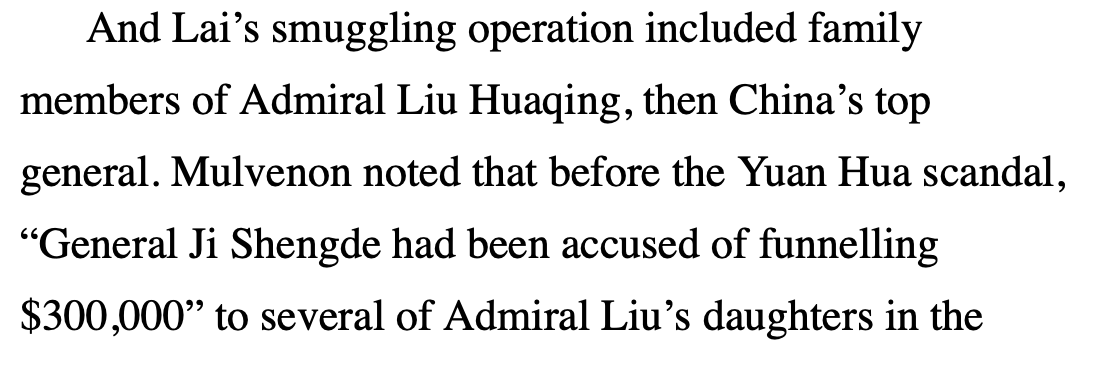 And Lai’s smuggling operation included family
members of Admiral Liu Huaqing, then China’s top
general. Mulvenon noted that before the Yuan Hua scandal,
“General Ji Shengde had been accused of funnelling
$300,000” to several of Admiral Liu’s daughters in the